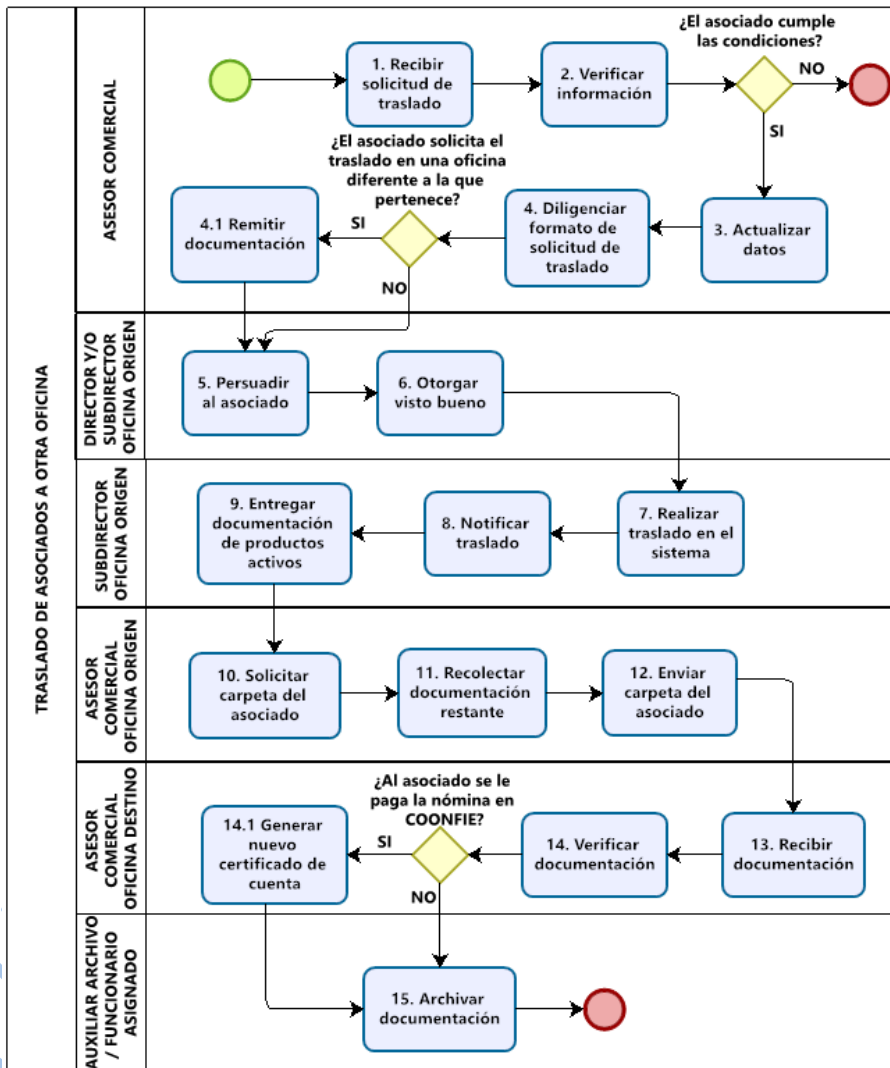 TRASLADO DE ASOCIADOS A OTRA OFICINA
ASESOR COMERCIAL
1. Recibir
solicitud de
traslado
2. Verificar
información
¿El asociado cumple
las condiciones?
NO
SI
3. Actualizar
datos
4. Diligenciar
formato de
solicitud de
traslado
¿El asociado solicita el
traslado en una oficina
diferente a la que
pertenece?
SI
NO
4.1 Remitir
documentación
DIRECTOR Y/O
SUBDIRECTOR
OFICINA ORIGEN
5. Persuadir
al asociado
6. Otorgar
visto bueno
SUBDIRECTOR
OFICINA ORIGEN
7. Realizar
traslado en el
sistema
8. Notificar
traslado
9. Entregar
documentación
de productos
activos
ASESOR
COMERCIAL
OFICINA ORIGEN
10. Solicitar
carpeta del
asociado
11. Recolectar
documentación
restante
12. Enviar
carpeta del
asociado
ASESOR
COMERCIAL
OFICINA DESTINO
13. Recibir
documentación
14. Verificar
documentación
¿Al asociado se le
paga la nómina en
COONFIE?
SI
NO
14.1 Generar
nuevo
certificado de
cuenta
AUXILIAR ARCHIVO
/ FUNCIONARIO
ASIGNADO
15. Archivar
documentación